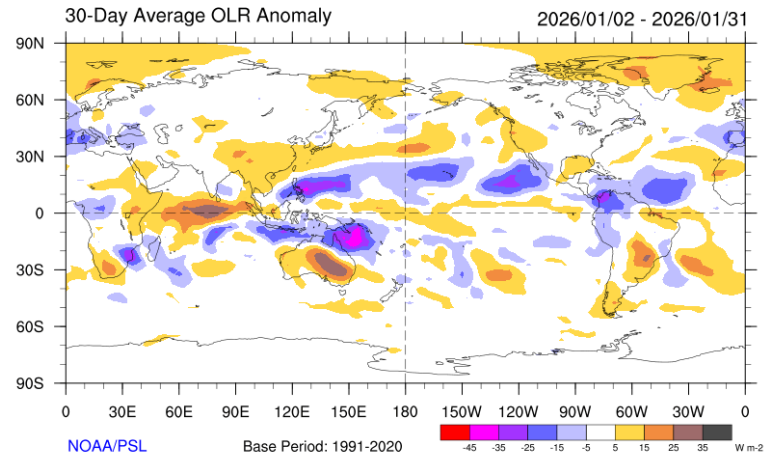 30-Day Average OLR Anomaly 2026/01/02 - 2026/01/31
90N
60N
30N
0
30S
60S
90S
0 30E 60E 90E 120E 150E 180 150W 120W 90W 60W 30W 0
NOAA/PSL Base Period: 1991-2020
-45 -35 -25 -15 -5 5 15 25 35 W m-2